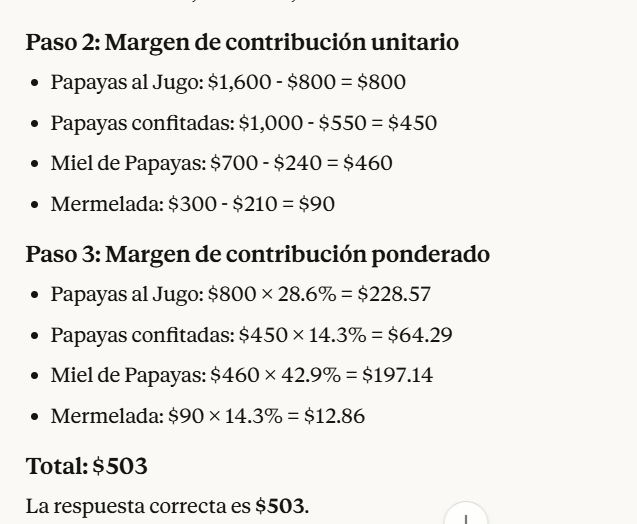 Paso 2: Margen de contribución unitario
• Papayas al Jugo: $1,600 - $800 = $800
• Papayas confitadas: $1,000 - $550 = $450
• Miel de Papayas: $700 - $240 = $460
• Mermelada: $300 - $210 = $90
Paso 3: Margen de contribución ponderado
• Papayas al Jugo: $800 × 28.6% = $228.57
• Papayas confitadas: $450 × 14.3% = $64.29
• Miel de Papayas: $460 × 42.9% = $197.14
• Mermelada: $90 × 14.3% = $12.86
Total: $503
La respuesta correcta es $503.